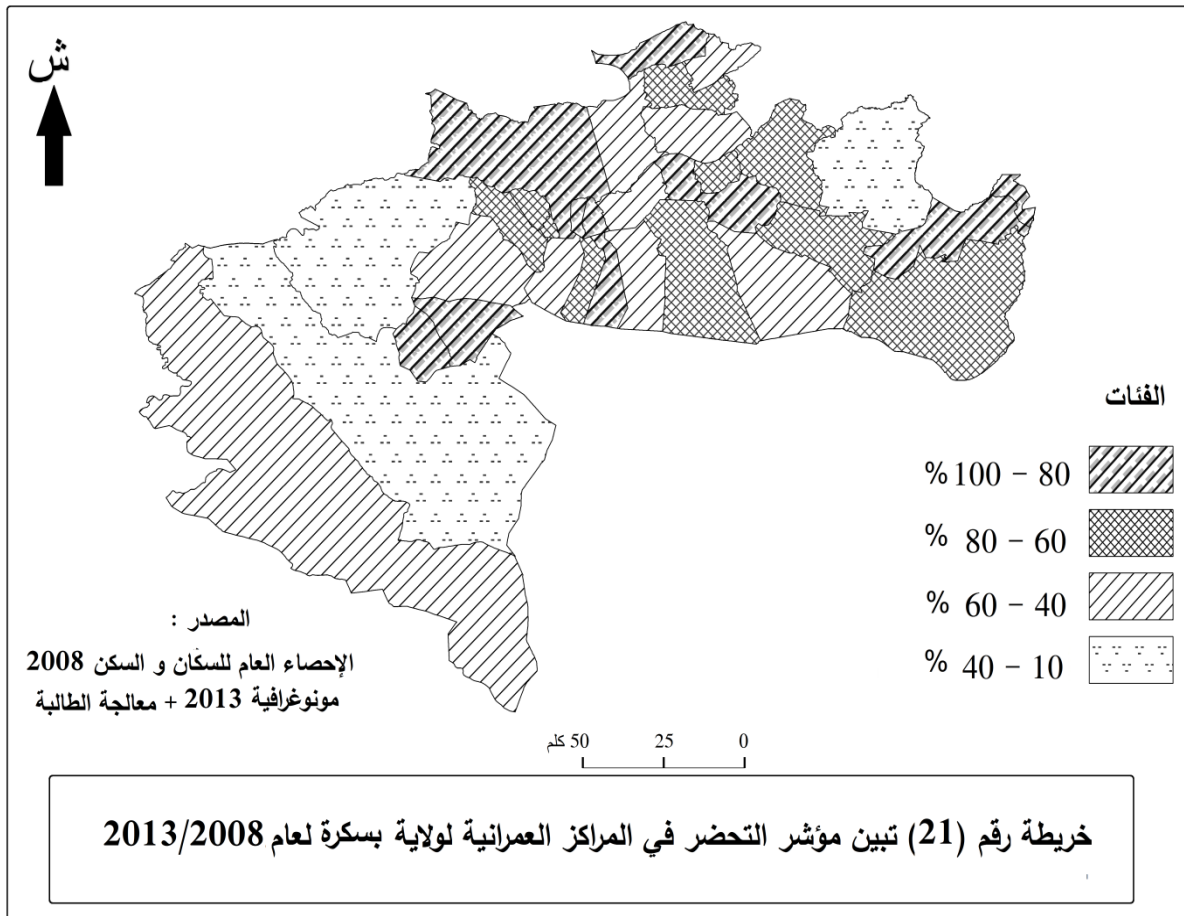 ش
الفئات
% 100 - 80
% 80 - 60
% 60 - 40
% 40 - 10
المصدر :
الإحصاء العام للسكان و السكن 2008
مونوغرافية 2013 + معالجة الطالبة
0 25 50 كلم
خريطة رقم (21) تبين مؤشر التحضر في المراكز العمرانية لولاية بسكرة لعام 2013/2008